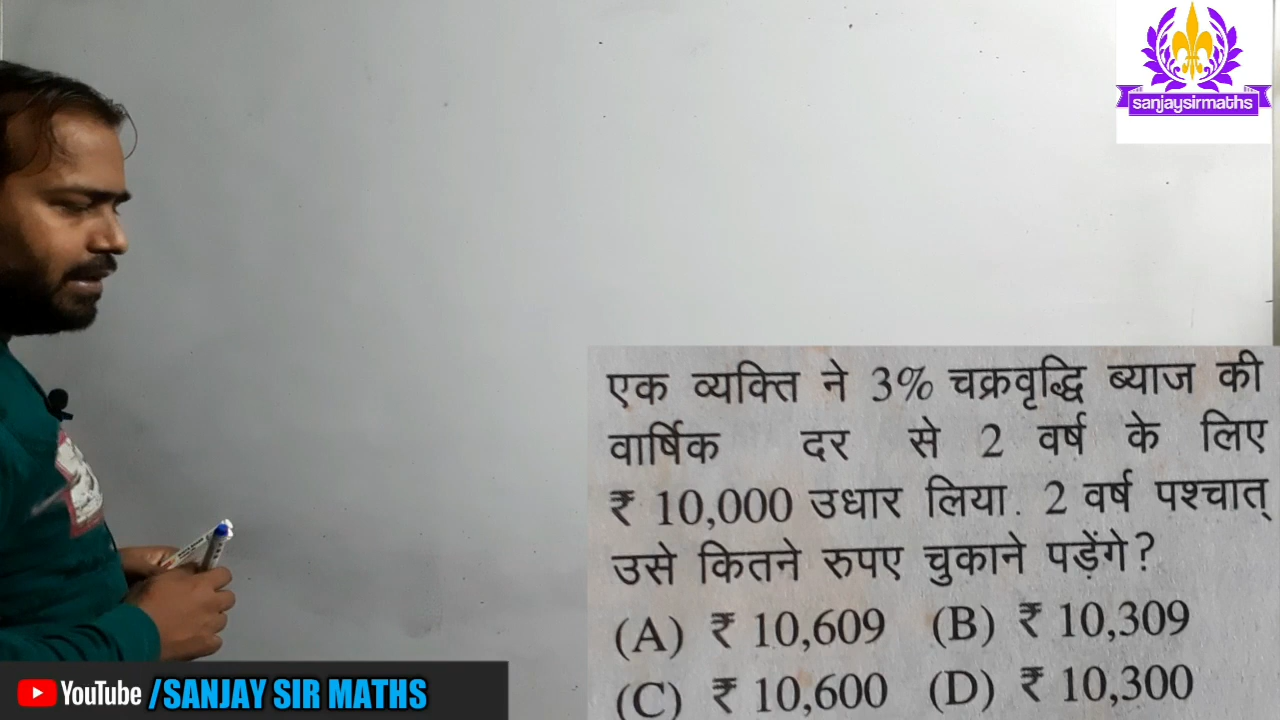 sanjaysirmaths
एक व्यक्ति ने 3% चक्रवृद्धि ब्याज की
वार्षिक दर से 2 वर्ष के लिए
₹ 10,000 उधार लिया. 2 वर्ष पश्चात्
उसे कितने रुपए चुकाने पड़ेंगे?
(A) ₹ 10,609 (B) ₹ 10,309
(C) ₹ 10,600 (D) ₹ 10,300
YouTube /SANJAY SIR MATHS